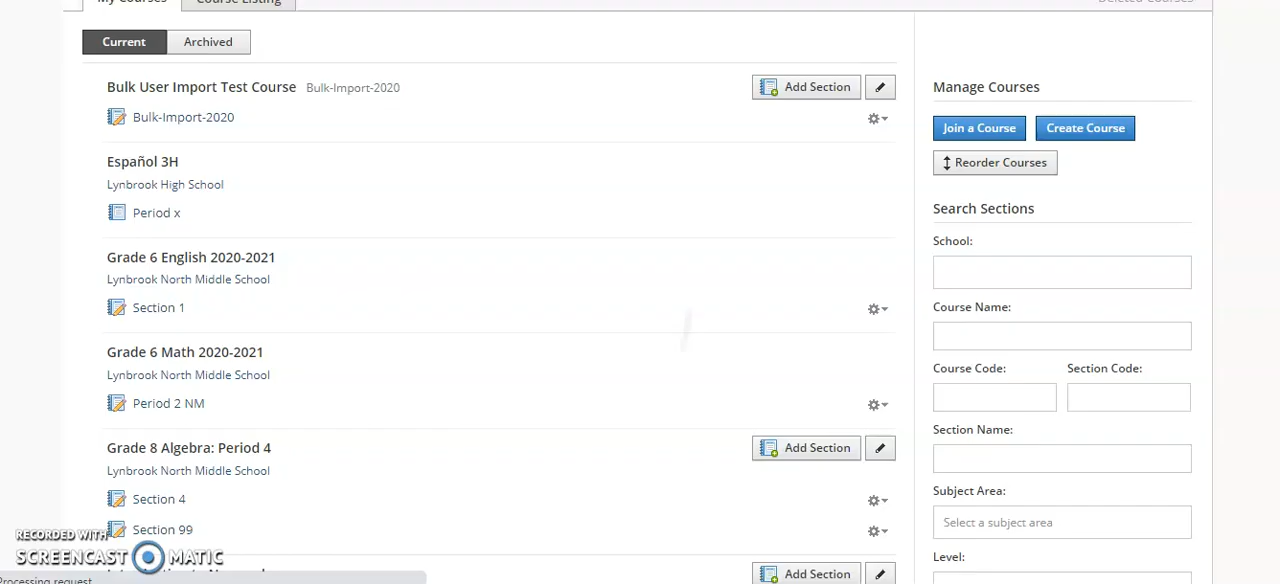 My Courses Course Listing Deleted Courses
Current Archived
Bulk User Import Test Course Bulk-Import-2020 Add Section
Bulk-Import-2020
Español 3H
Lynbrook High School
Period x
Grade 6 English 2020-2021
Lynbrook North Middle School
Section 1
Grade 6 Math 2020-2021
Lynbrook North Middle School
Period 2 NM
Grade 8 Algebra: Period 4 Add Section
Lynbrook North Middle School
Section 4
Section 99
Add Section
Manage Courses
Join a Course Create Course
Reorder Courses
Search Sections
School:
Course Name:
Course Code: Section Code:
Section Name:
Subject Area:
Select a subject area
Level:
RECORDED WITH
SCREENCAST MATIC
Processing request